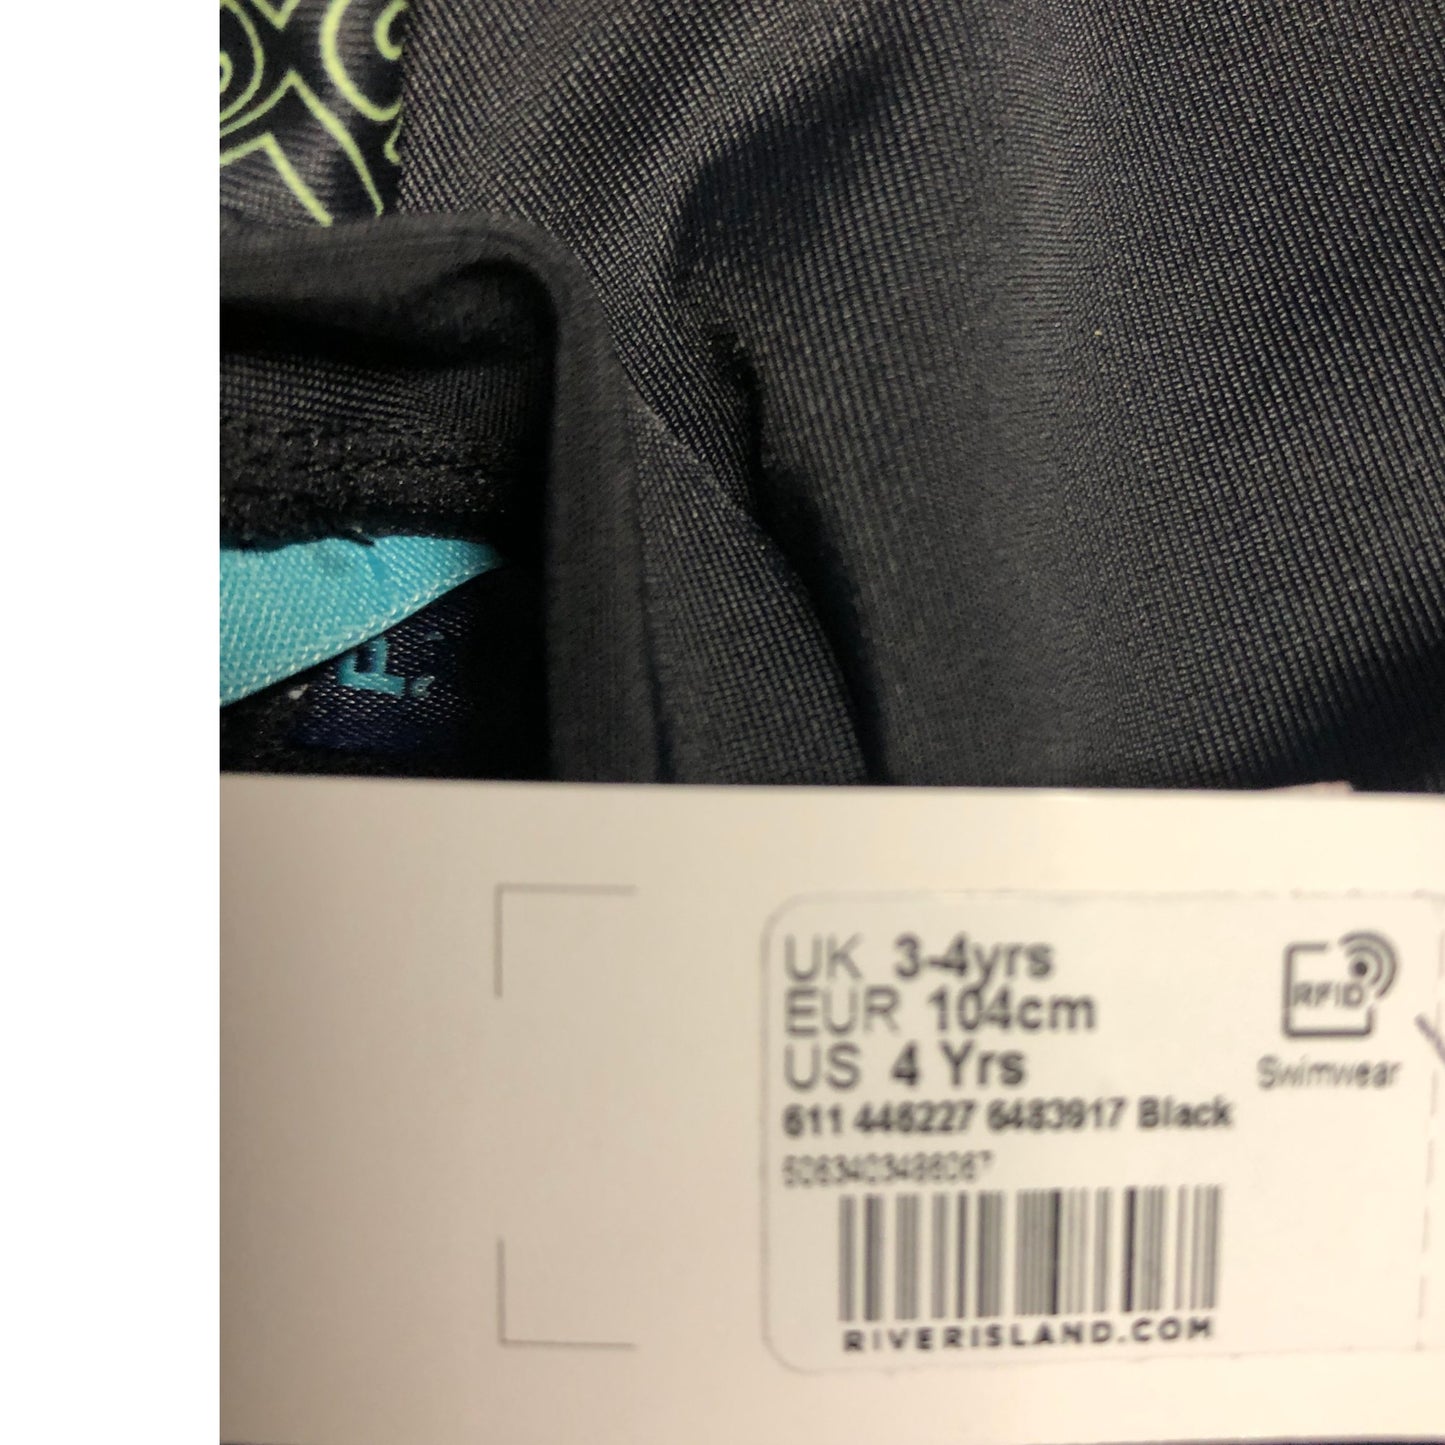 UK 3-4yrs
EUR 104cm
US 4 Yrs
RFID
Swimwear
611 446227 6483917 Black
RIVERISLAND.COM